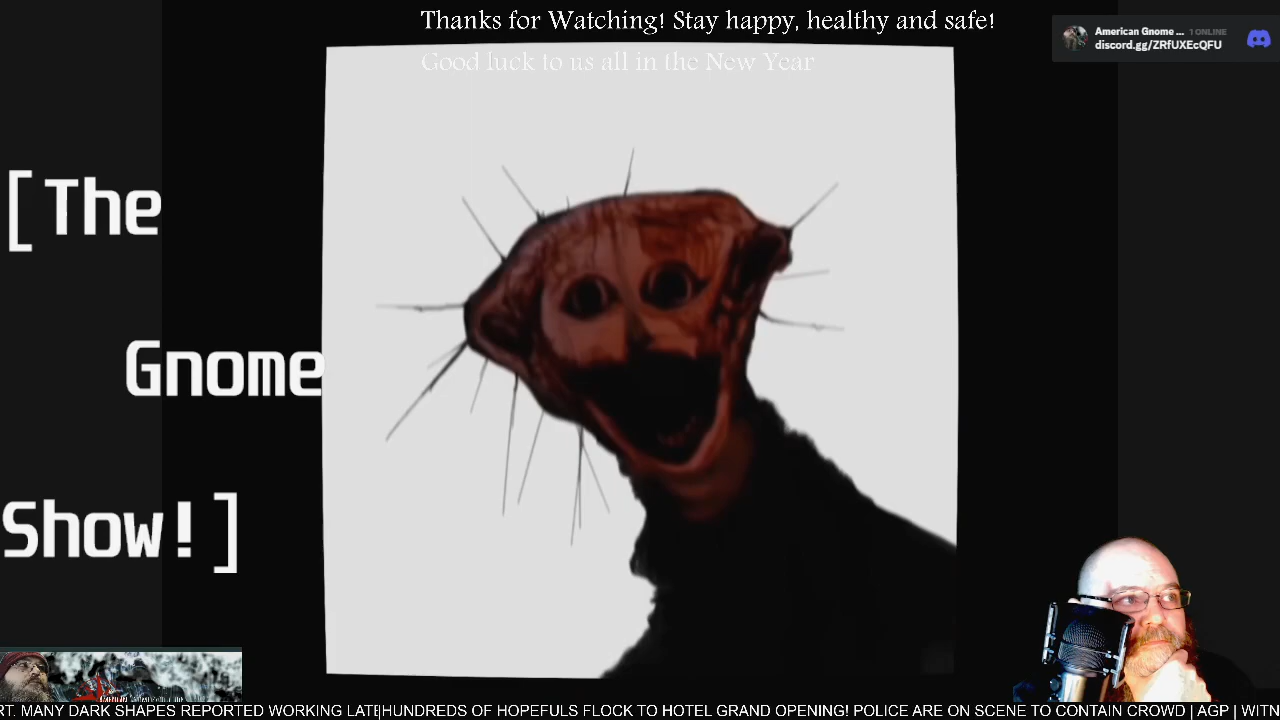 Thanks for Watching! Stay happy, healthy and safe!
Good luck to us all in the New Year
American Gnome ... 1 ONLINE
discord.gg/ZRfUXEcQFU
[The
Gnome
Show!]
RT. MANY DARK SHAPES REPORTED WORKING LATE|HUNDREDS OF HOPEFULS FLOCK TO HOTEL GRAND OPENING! POLICE ARE ON SCENE TO CONTAIN CROWD | AGP | WITN